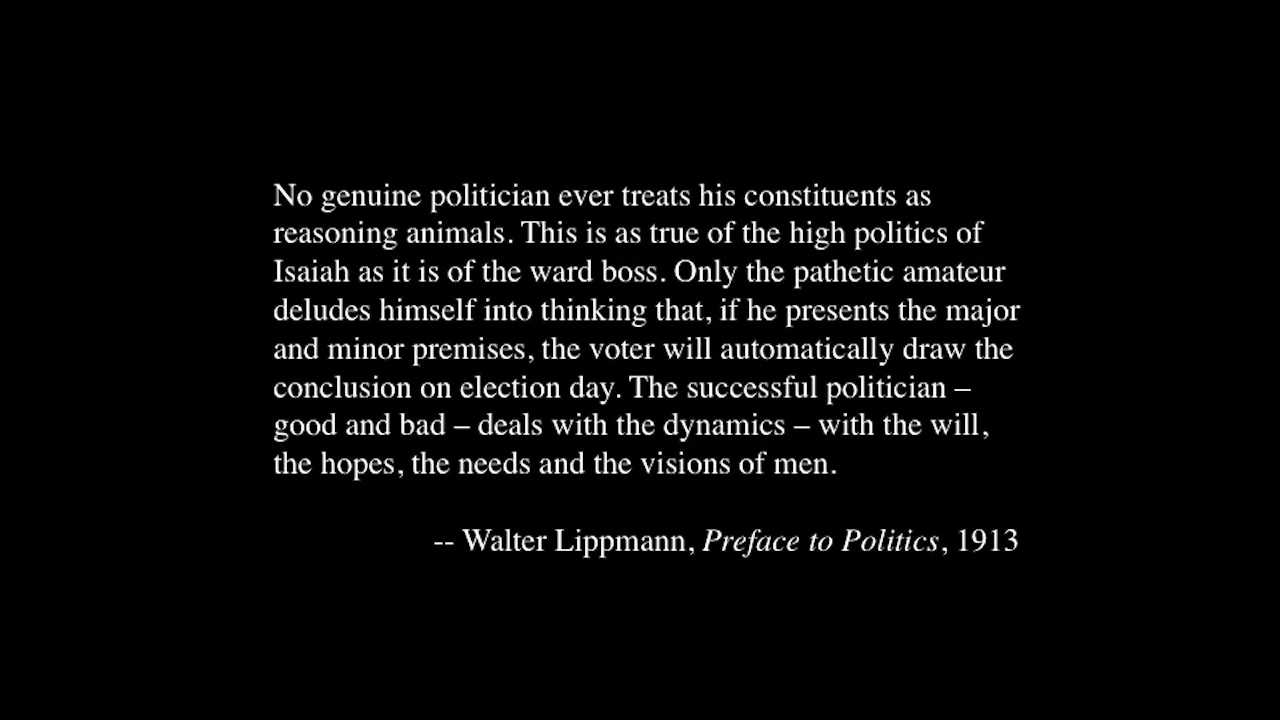 No genuine politician ever treats his constituents as
reasoning animals. This is as true of the high politics of
Isaiah as it is of the ward boss. Only the pathetic amateur
deludes himself into thinking that, if he presents the major
and minor premises, the voter will automatically draw the
conclusion on election day. The successful politician –
good and bad – deals with the dynamics – with the will,
the hopes, the needs and the visions of men.
-- Walter Lippmann, Preface to Politics, 1913